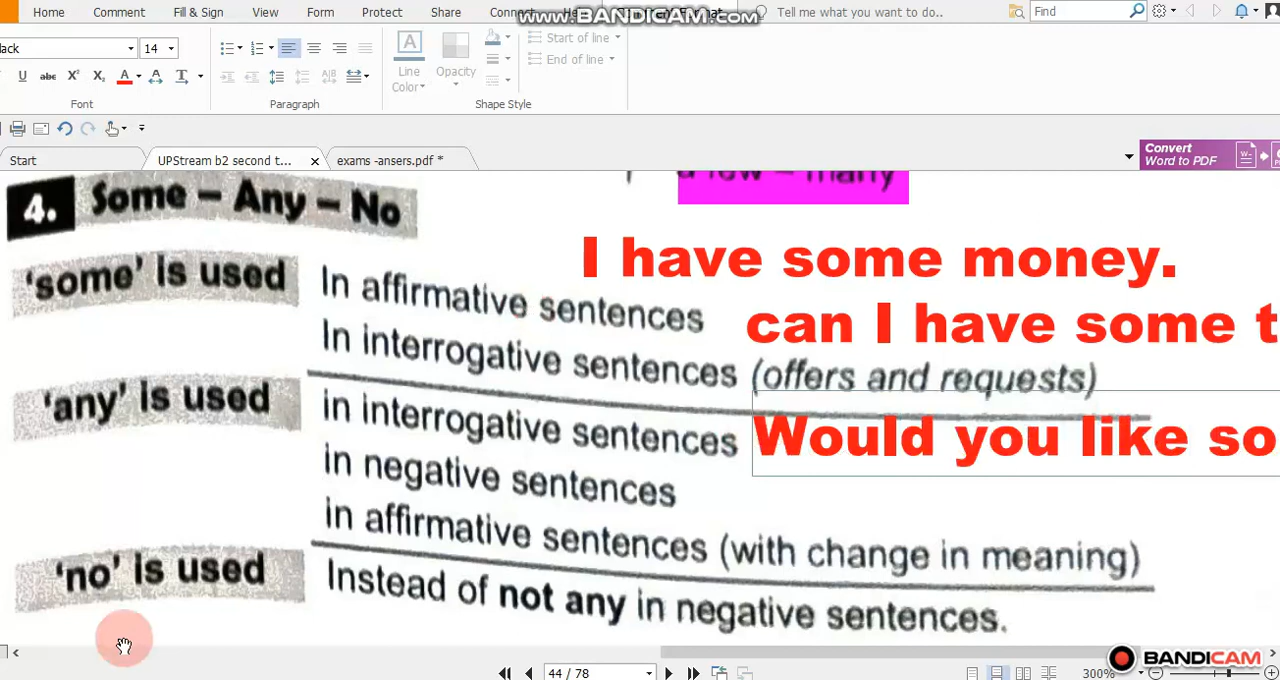 Home Comment Fill & Sign View Form Protect Share Connect
www.BANDICAM.com
Tell me what you want to do..
Find
14
Start of line
End of line
Line Color
Opacity
Font
Paragraph
Shape Style
Start
UPStream b2 second t...
exams -ansers.pdf *
Convert
Word to PDF
4. Some – Any – No
I have some money.
'some' is used
In affirmative sentences
can I have some t
In interrogative sentences (offers and requests)
'any' is used
in interrogative sentences
Would you like so
in negative sentences
in affirmative sentences (with change in meaning)
'no' is used
Instead of not any in negative sentences.
44 / 78
BANDICAM
300%